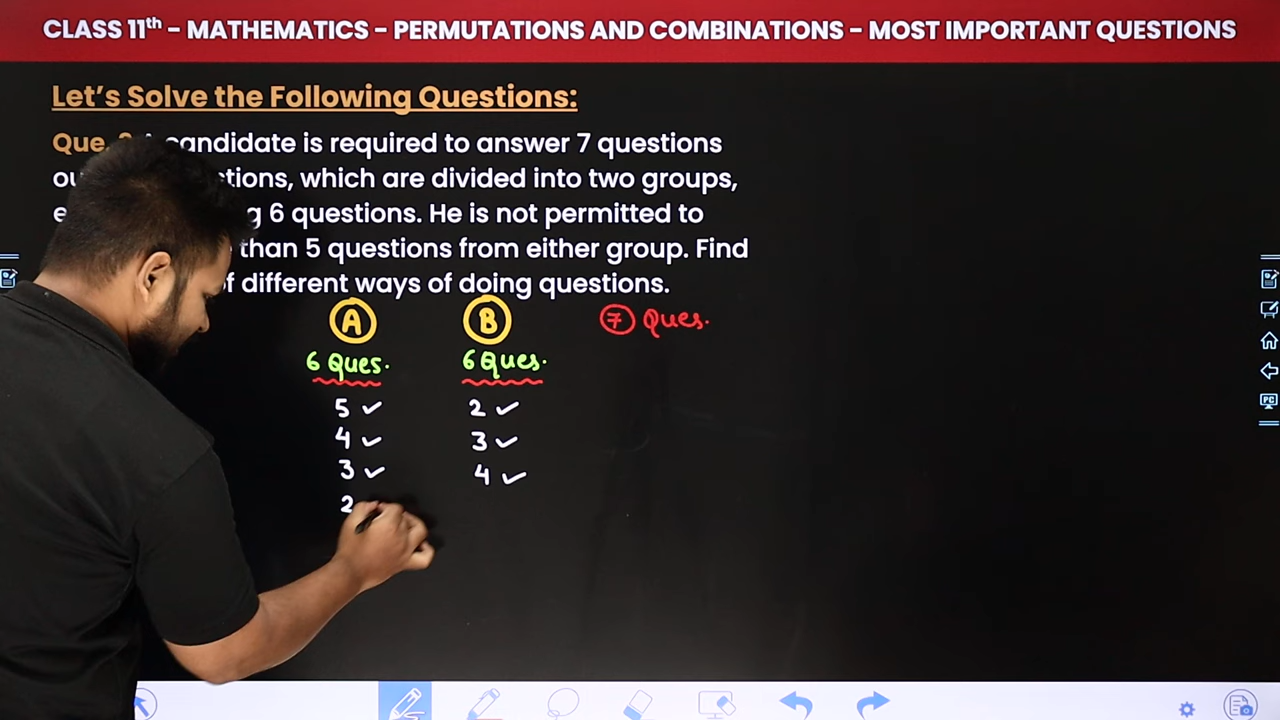 CLASS 11th – MATHEMATICS – PERMUTATIONS AND COMBINATIONS – MOST IMPORTANT QUESTIONS
Let's Solve the Following Questions:
Que. candidate is required to answer 7 questions
which are divided into two groups,
6 questions. He is not permitted to
than 5 questions from either group. Find
different ways of doing questions.
A B 7 Ques.
6 Ques. 6 Ques.
5 ✓ 2 ✓
4 ✓ 3 ✓
3 ✓ 4 ✓
2
PC